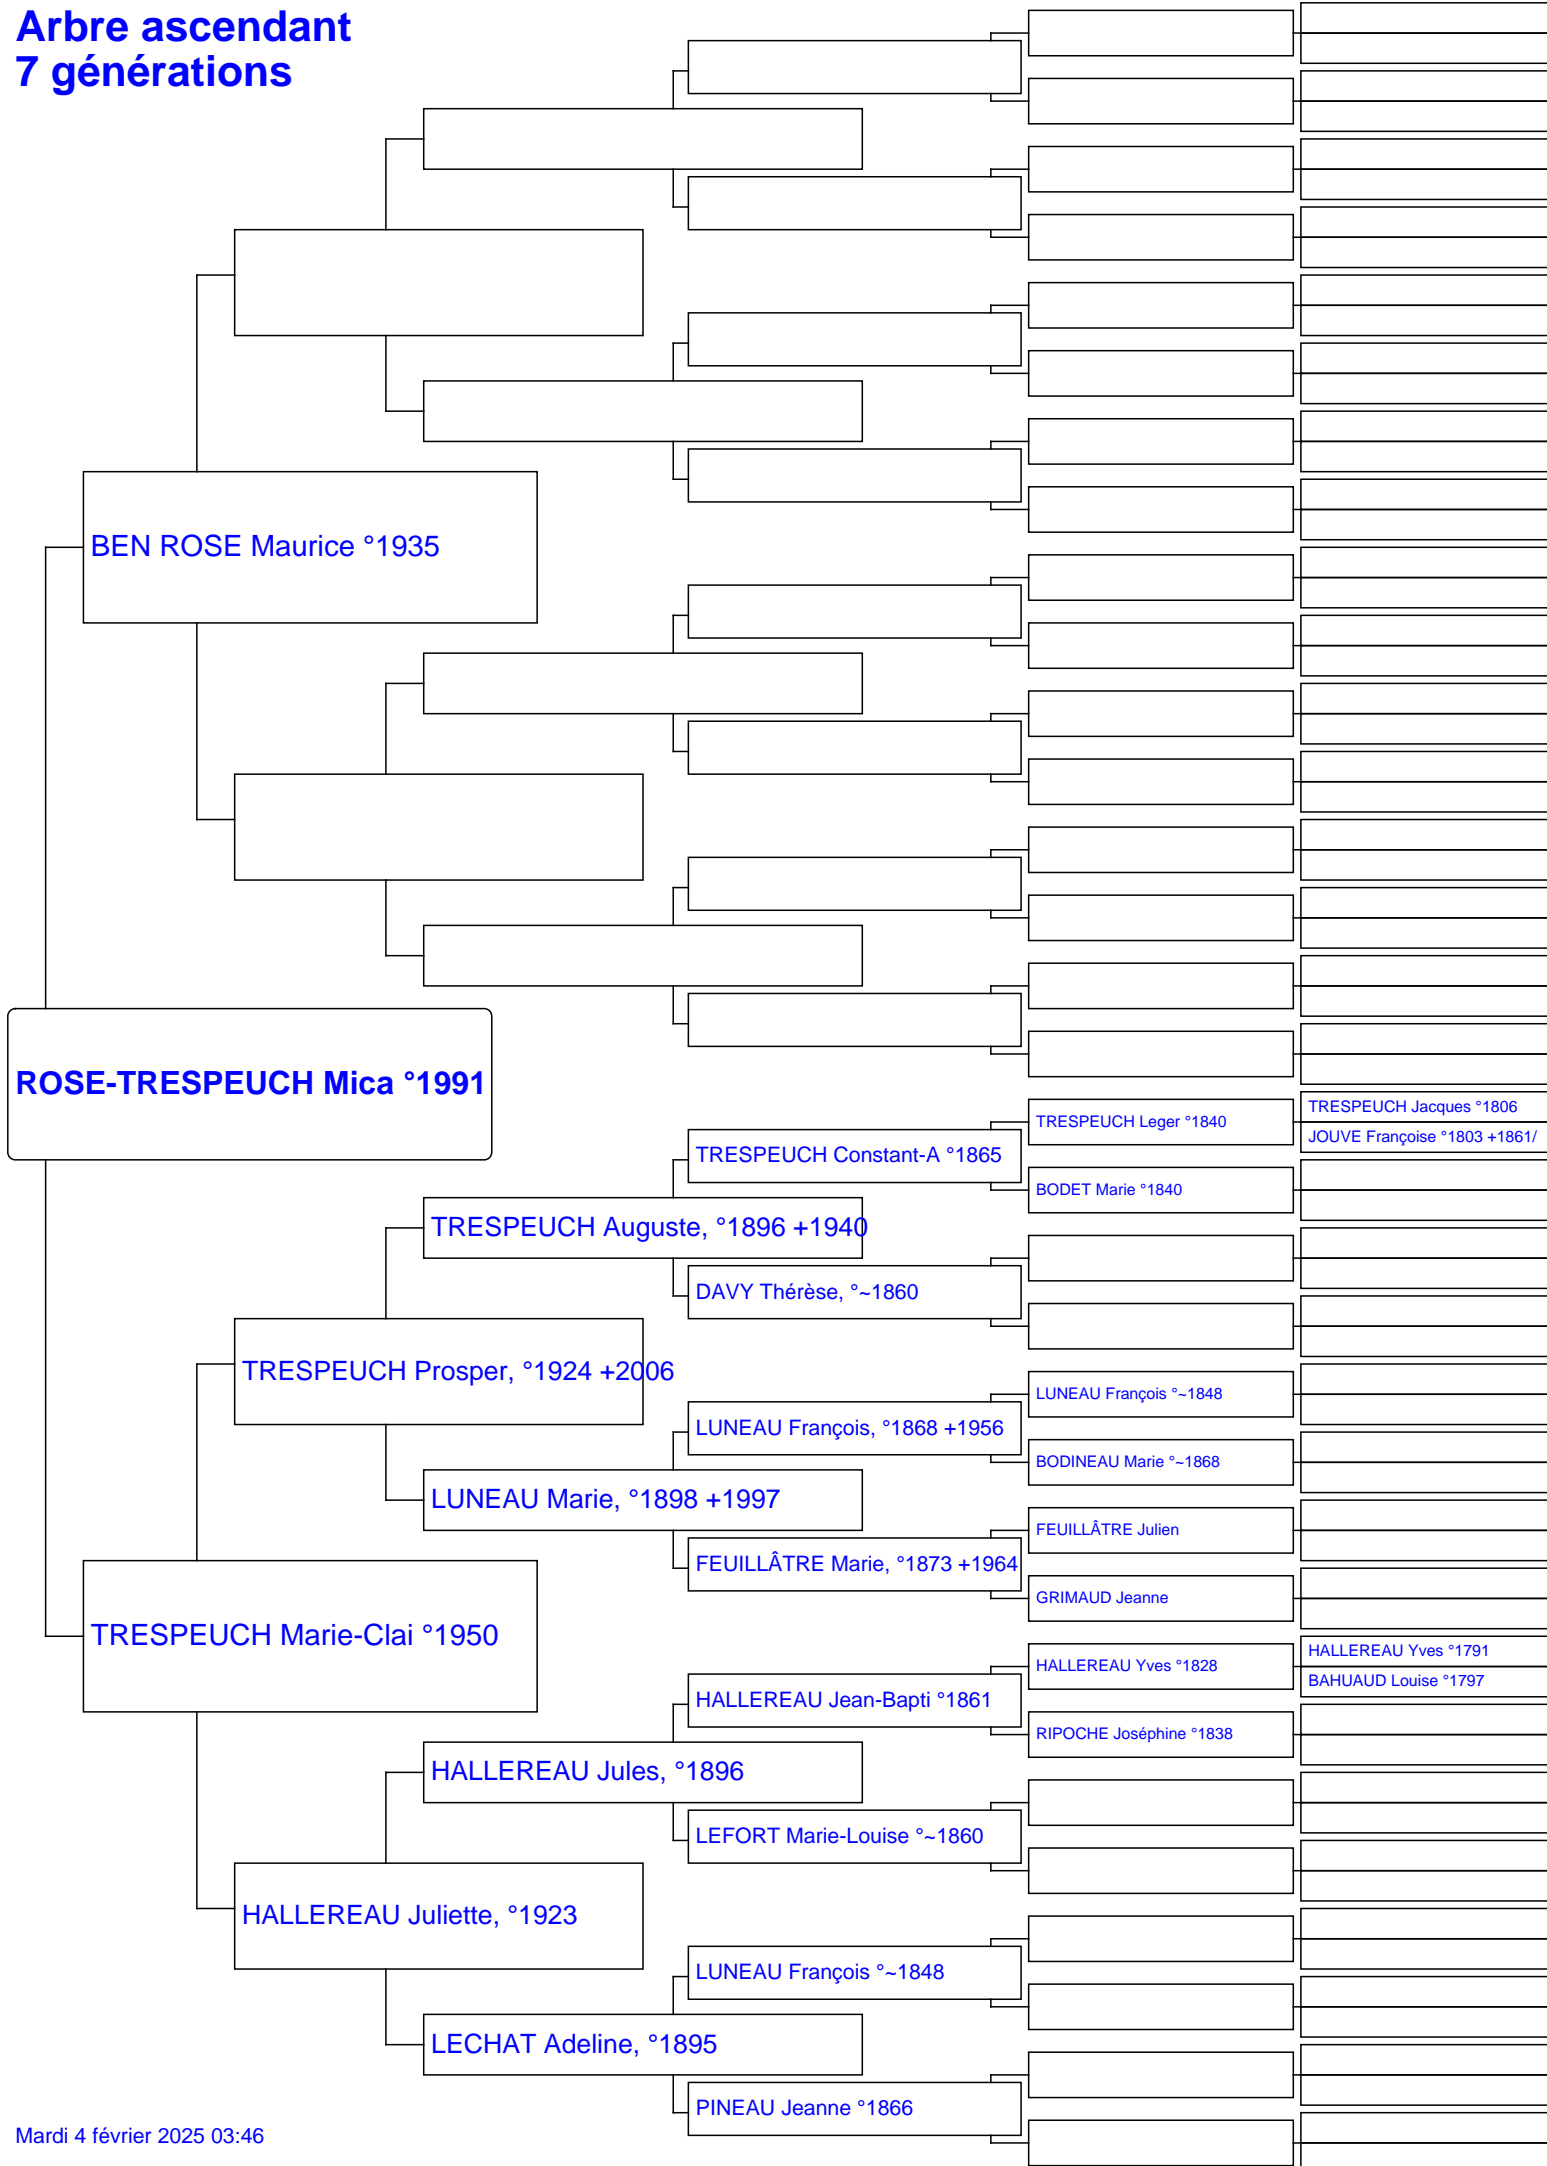 Arbre ascendant
7 générations
BEN ROSE Maurice °1935
ROSE-TRESPEUCH Mica °1991
TRESPEUCH Jacques °1806
TRESPEUCH Leger °1840
JOUVE Françoise °1803 +1861/
TRESPEUCH Constant-A °1865
BODET Marie °1840
TRESPEUCH Auguste, °1896 +1940
DAVY Thérèse, °~1860
TRESPEUCH Prosper, °1924 +2006
LUNEAU François °~1848
LUNEAU François, °1868 +1956
BODINEAU Marie °~1868
LUNEAU Marie, °1898 +1997
FEUILLÂTRE Julien
FEUILLÂTRE Marie, °1873 +1964
GRIMAUD Jeanne
TRESPEUCH Marie-Clai °1950
HALLEREAU Yves °1791
HALLEREAU Yves °1828
BAHUAUD Louise °1797
HALLEREAU Jean-Bapti °1861
RIPOCHE Joséphine °1838
HALLEREAU Jules, °1896
LEFORT Marie-Louise °~1860
HALLEREAU Juliette, °1923
LUNEAU François °~1848
LECHAT Adeline, °1895
PINEAU Jeanne °1866
Mardi 4 février 2025 03:46